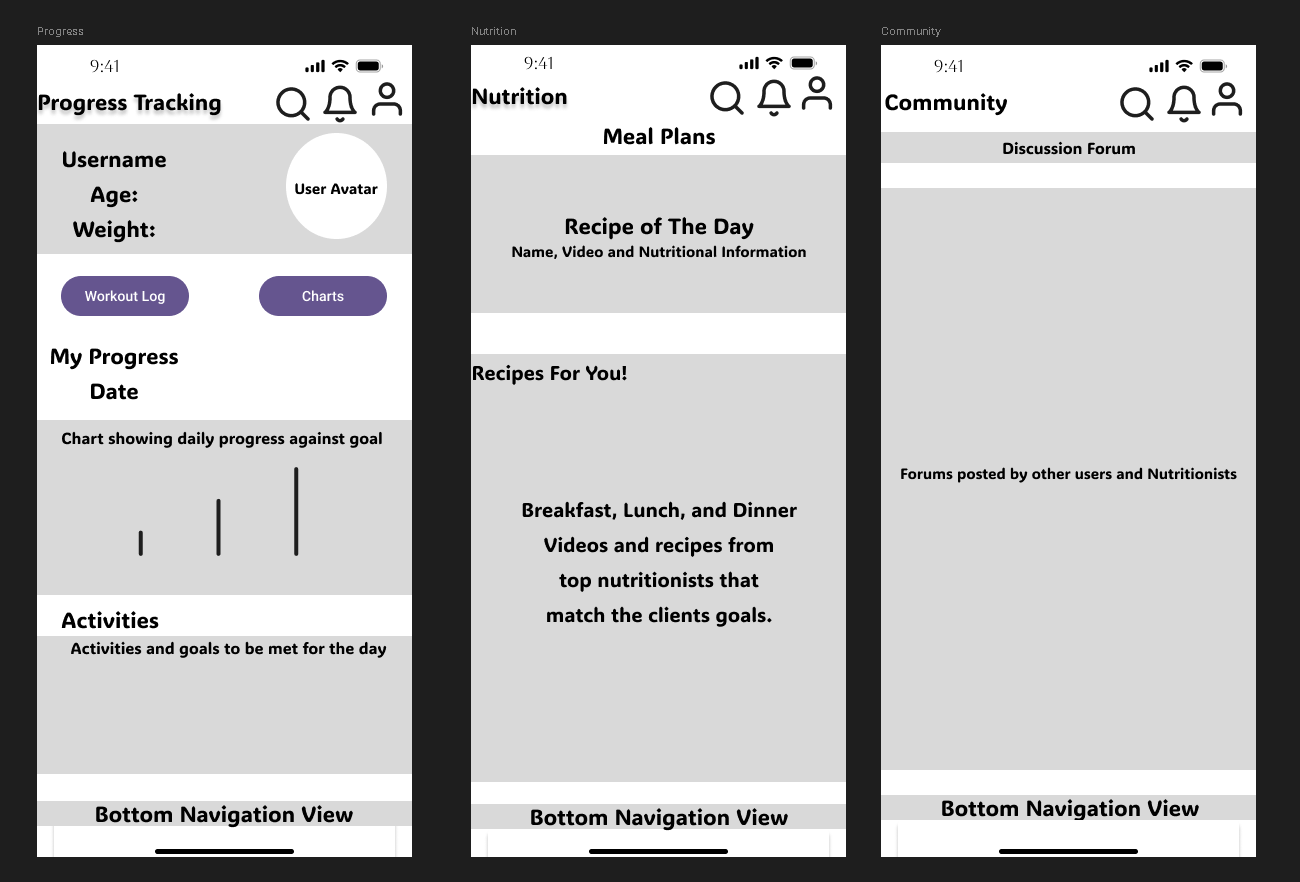 Progress
9:41
Progress Tracking
Username
Age:
Weight:
User Avatar
Workout Log
Charts
My Progress
Date
Chart showing daily progress against goal
Activities
Activities and goals to be met for the day
Bottom Navigation View
Nutrition
9:41
Nutrition
Meal Plans
Recipe of The Day
Name, Video and Nutritional Information
Recipes For You!
Breakfast, Lunch, and Dinner
Videos and recipes from
top nutritionists that
match the clients goals.
Bottom Navigation View
Community
9:41
Community
Discussion Forum
Forums posted by other users and Nutritionists
Bottom Navigation View